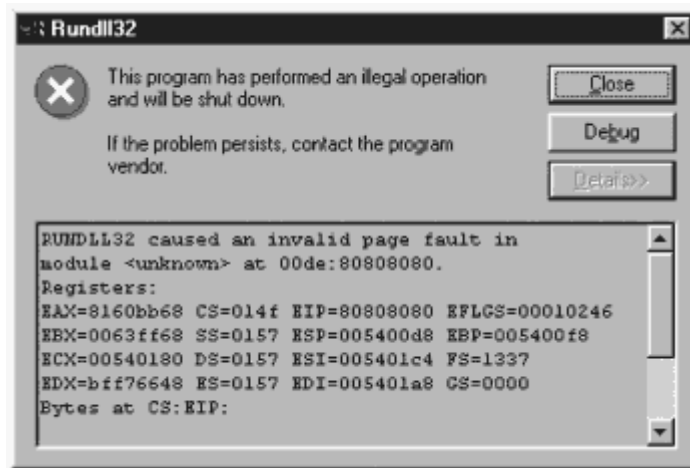 Rundll32
This program has performed an illegal operation
and will be shut down.
If the problem persists, contact the program
vendor.
Close
Debug
Details>>
RUNDLL32 caused an invalid page fault in
module <unknown> at 00de:80808080.
Registers:
EAX=8160bb68 CS=014f EIP=80808080 EFLGS=00010246
EBX=0063ff68 SS=0157 ESP=005400d8 EBP=005400f8
ECX=00540180 DS=0157 ESI=005401c4 FS=1337
EDX=bff76648 ES=0157 EDI=005401a8 GS=0000
Bytes at CS:EIP: